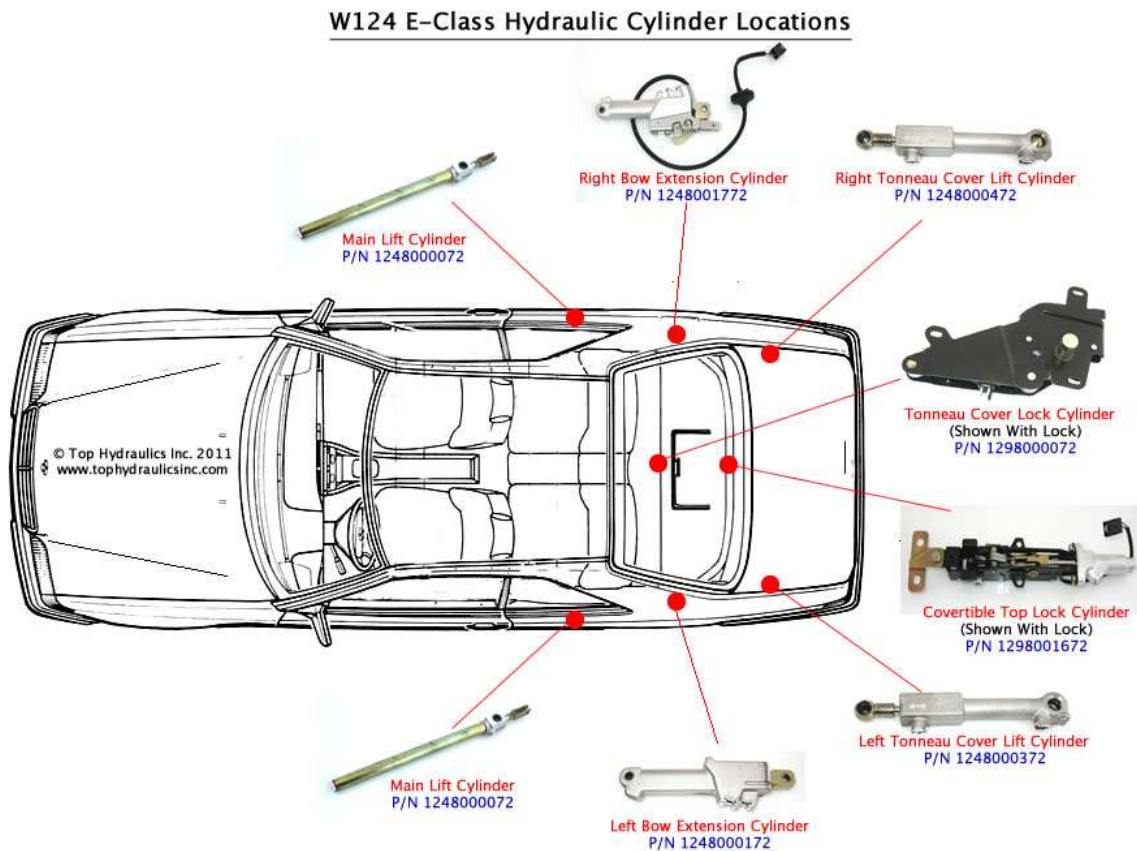 W124 E-Class Hydraulic Cylinder Locations
Right Bow Extension Cylinder
P/N 1248001772
Right Tonneau Cover Lift Cylinder
P/N 1248000472
Main Lift Cylinder
P/N 1248000072
Tonneau Cover Lock Cylinder
(Shown With Lock)
P/N 1298000072
© Top Hydraulics Inc. 2011
www.tophydraulicsinc.com
Covertible Top Lock Cylinder
(Shown With Lock)
P/N 1298001672
Left Tonneau Cover Lift Cylinder
P/N 1248000372
Main Lift Cylinder
P/N 1248000072
Left Bow Extension Cylinder
P/N 1248000172